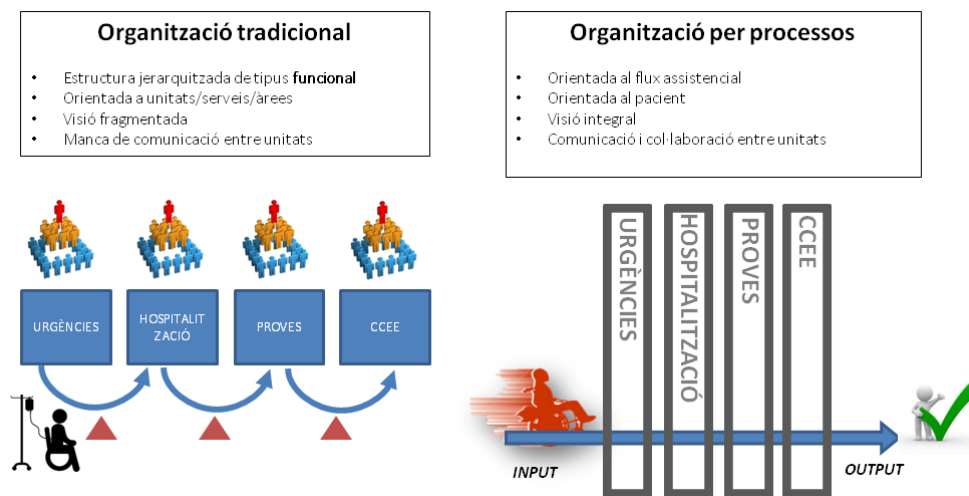 Organització tradicional
• Estructura jerarquitzada de tipus funcional
• Orientada a unitats/serveis/àrees
• Visió fragmentada
• Manca de comunicació entre unitats
Organització per processos
• Orientada al flux assistencial
• Orientada al pacient
• Visió integral
• Comunicació i col·laboració entre unitats
URGÈNCIES
HOSPITALIT
ZACIÓ
PROVES
CCEE
URGÈNCIES
HOSPITALITZACIÓ
PROVES
CCEE
INPUT
OUTPUT